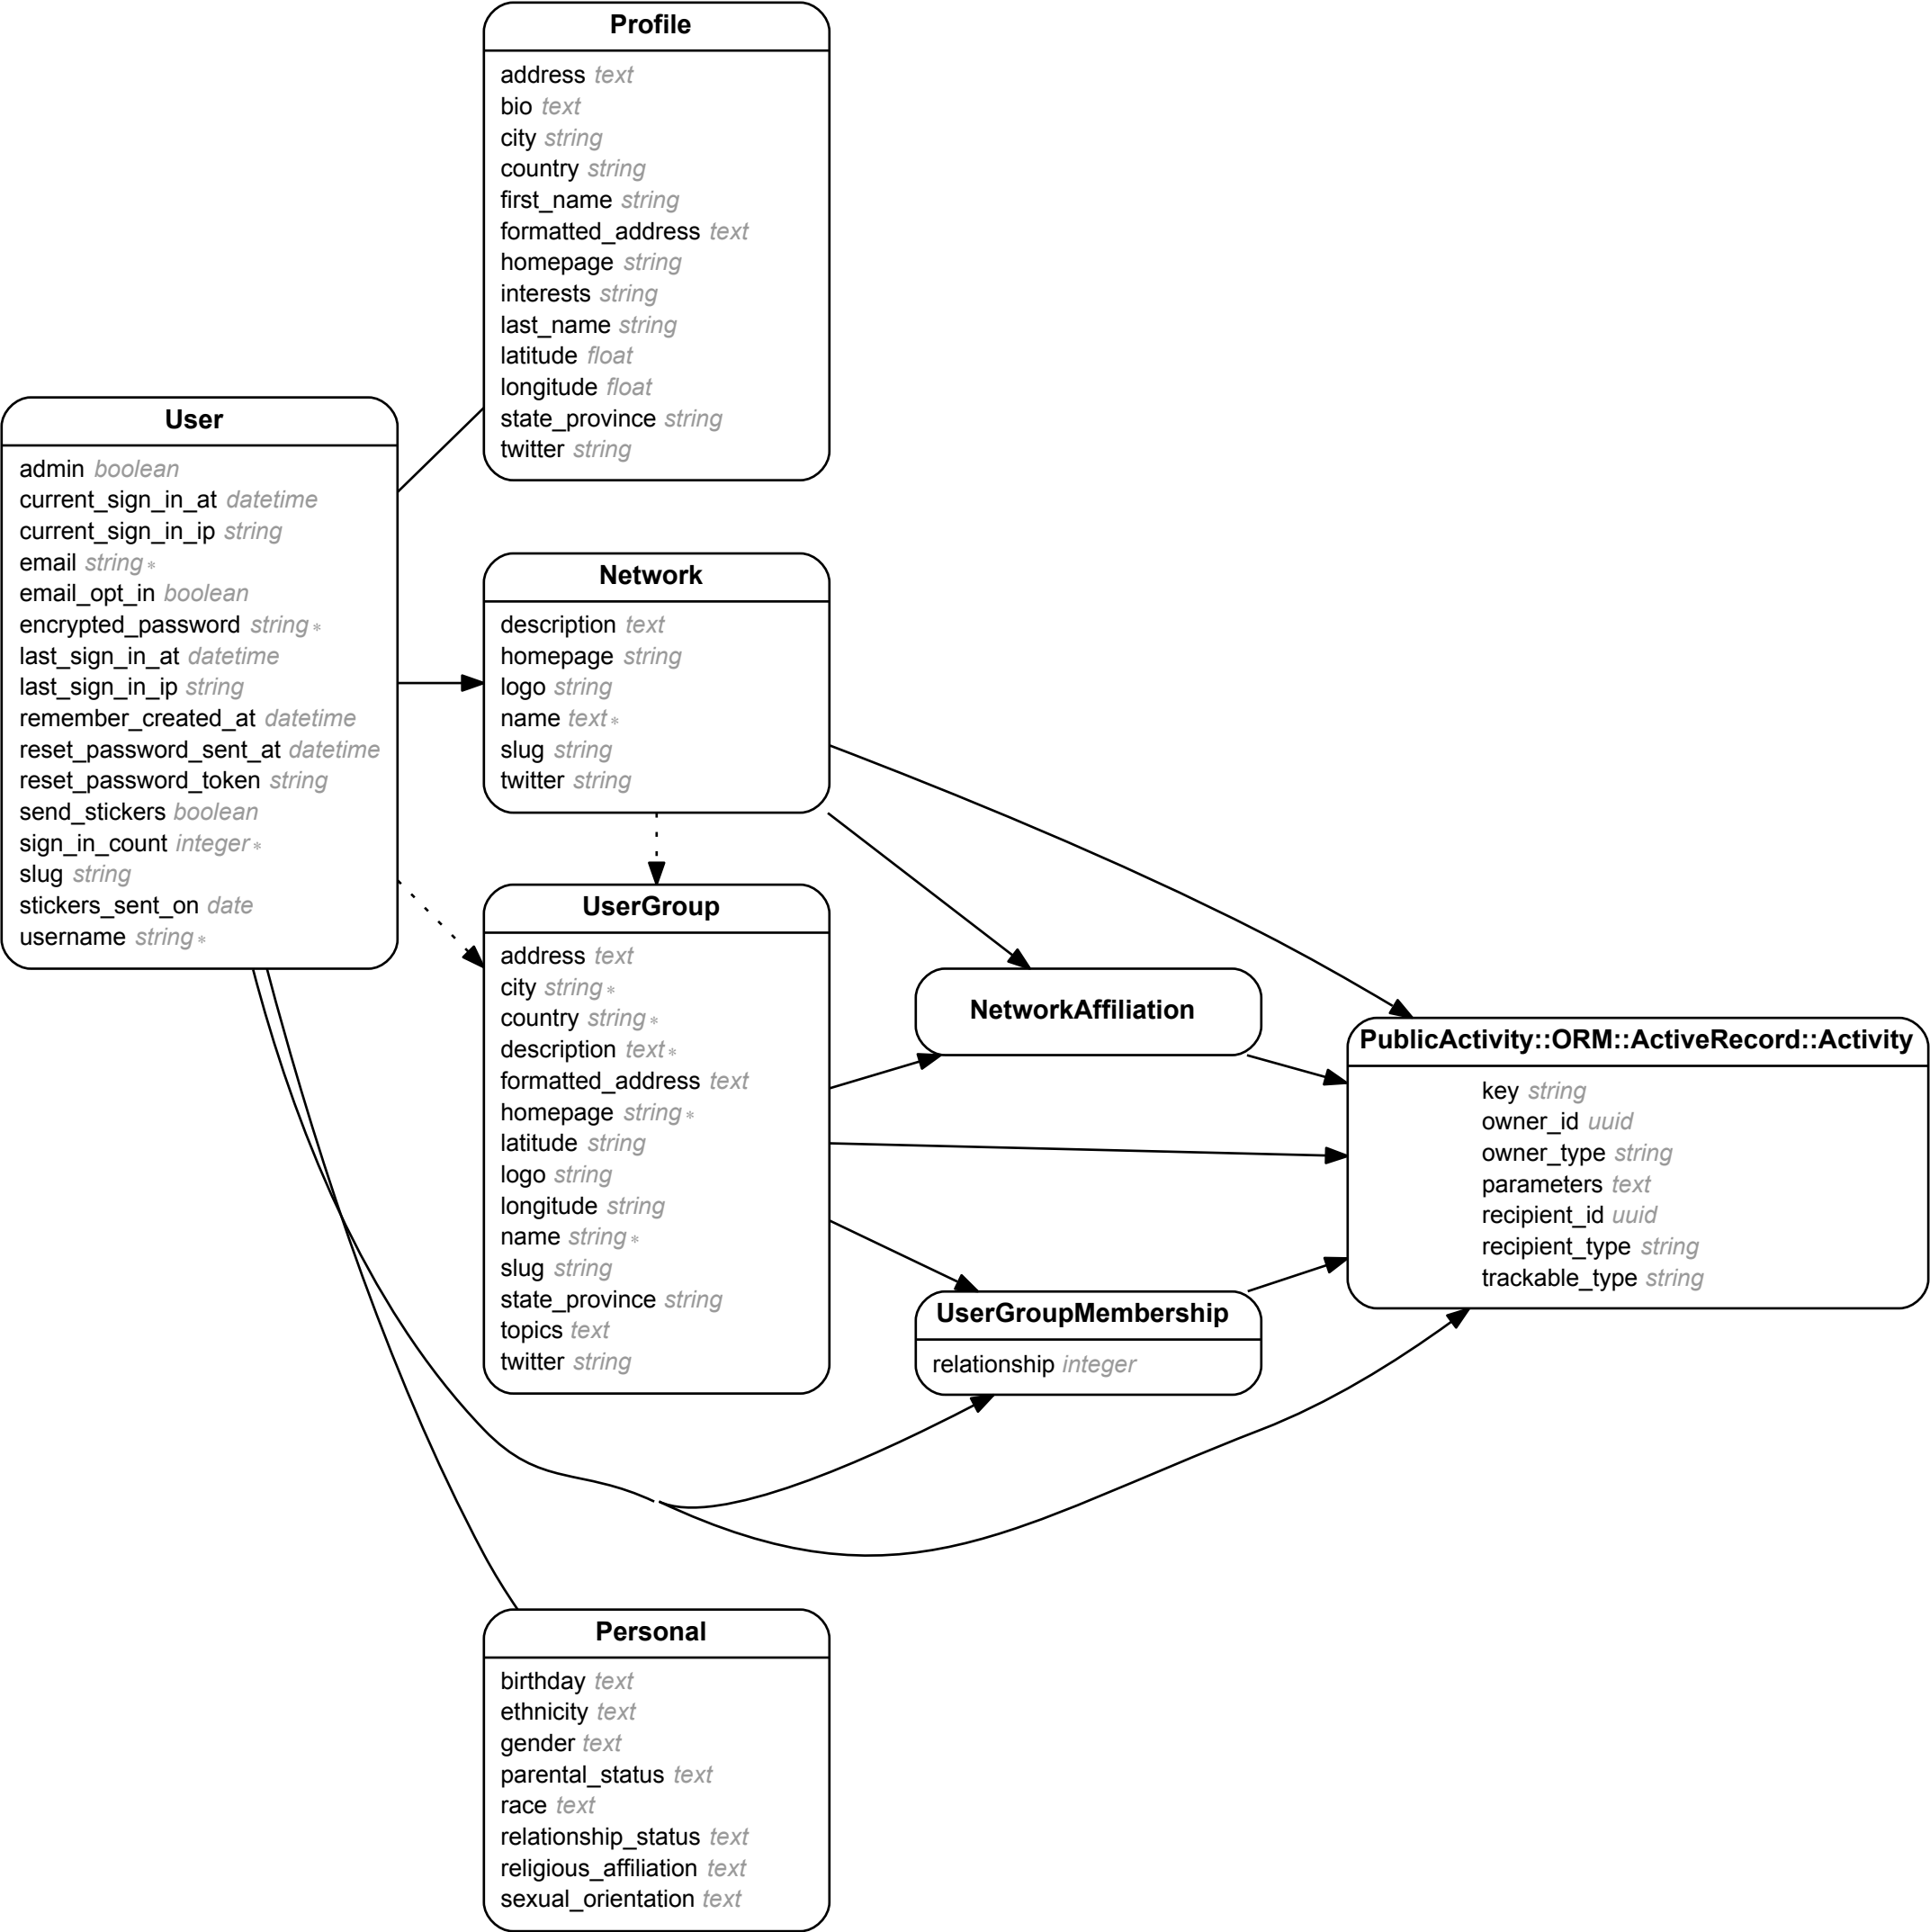 Profile
address text
bio text
city string
country string
first_name string
formatted_address text
homepage string
interests string
last_name string
latitude float
longitude float
state_province string
twitter string
User
admin boolean
current_sign_in_at datetime
current_sign_in_ip string
email string *
email_opt_in boolean
encrypted_password string *
last_sign_in_at datetime
last_sign_in_ip string
remember_created_at datetime
reset_password_sent_at datetime
reset_password_token string
send_stickers boolean
sign_in_count integer *
slug string
stickers_sent_on date
username string *
Network
description text
homepage string
logo string
name text *
slug string
twitter string
UserGroup
address text
city string *
country string *
description text *
formatted_address text
homepage string *
latitude string
logo string
longitude string
name string *
slug string
state_province string
topics text
twitter string
NetworkAffiliation
PublicActivity::ORM::ActiveRecord::Activity
key string
owner_id uuid
owner_type string
parameters text
recipient_id uuid
recipient_type string
trackable_type string
UserGroupMembership
relationship integer
Personal
birthday text
ethnicity text
gender text
parental_status text
race text
relationship_status text
religious_affiliation text
sexual_orientation text